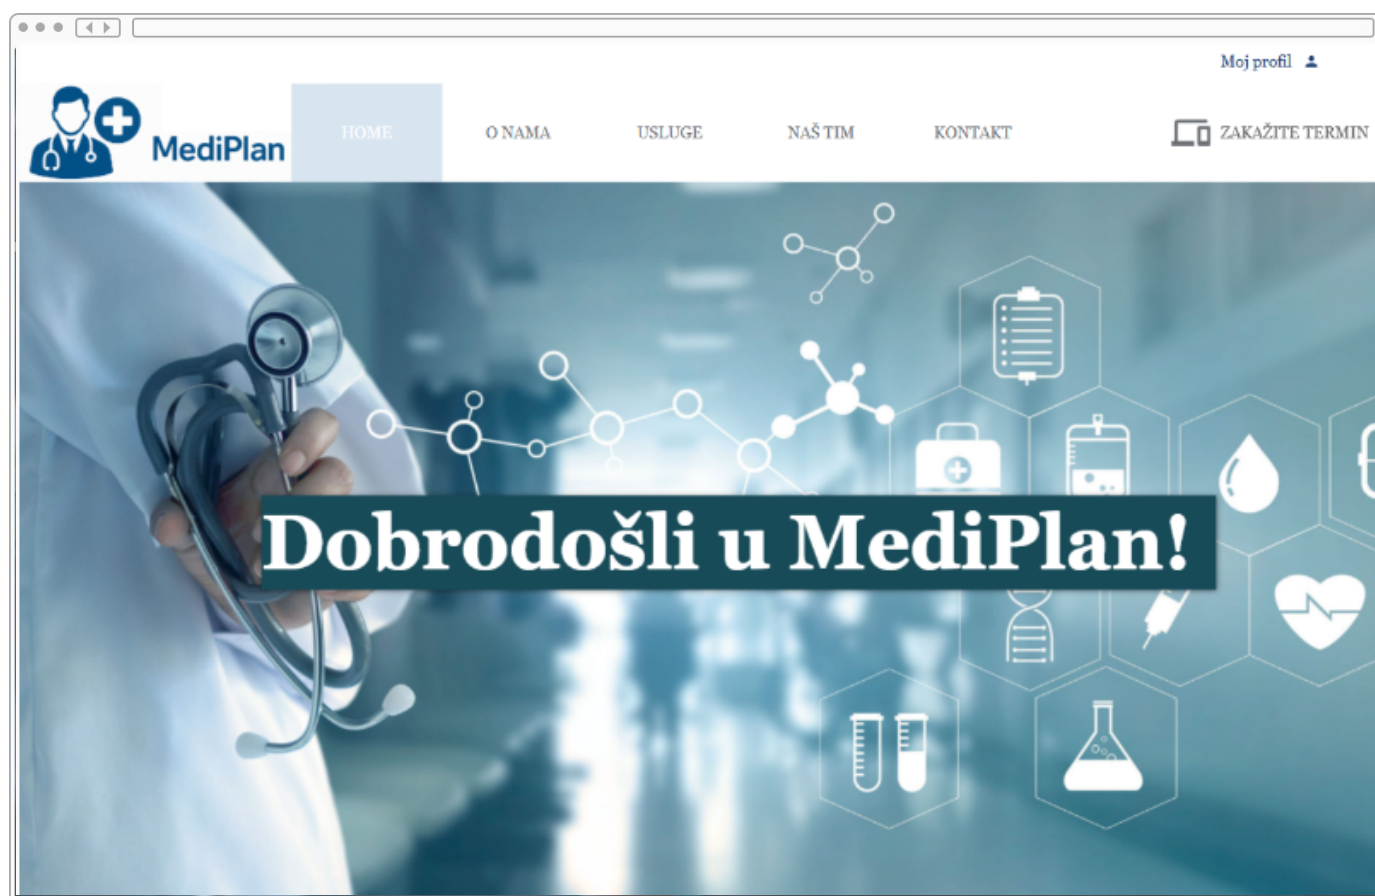 Moj profil
MediPlan
HOME
O NAMA
USLUGE
NAŠ TIM
KONTAKT
ZAKAŽITE TERMIN
Dobrodošli u MediPlan!